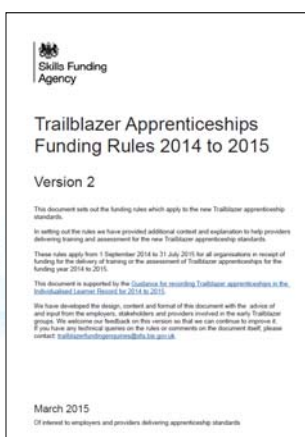 Skills Funding
Agency
Trailblazer Apprenticeships
Funding Rules 2014 to 2015
Version 2
This document sets out the funding rules which apply to the new Trailblazer apprenticeship
standards.
In setting out the rules we have provided additional context and explanation to help providers
delivering training and assessment for the new Trailblazer apprenticeship standards.
These rules apply from 1 September 2014 to 31 July 2015 for all organisations in receipt of
funding for the delivery of training or the assessment of Trailblazer apprenticeships for the
funding year 2014 to 2015.
This document is supported by the Guidance for recording Trailblazer apprenticeships in the
Individualised Learner Record for 2014 to 2015.
We have developed the design, content and format of this document with the advice of
and input from the employers, stakeholders and providers involved in the early Trailblazer
groups. We welcome our feedback on this version so that we can continue to improve it.
If you have any technical queries on the rules or comments on the document itself, please
contact: trailblazerfundingenquiries@sfa.bis.gov.uk
March 2015
Of interest to employers and providers delivering apprenticeship standards